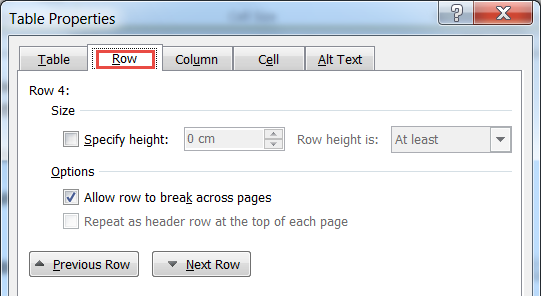 Table Properties
Table Row Column Cell Alt Text
Row 4:
Size
Specify height: 0 cm Row height is: At least
Options
Allow row to break across pages
Repeat as header row at the top of each page
Previous Row Next Row